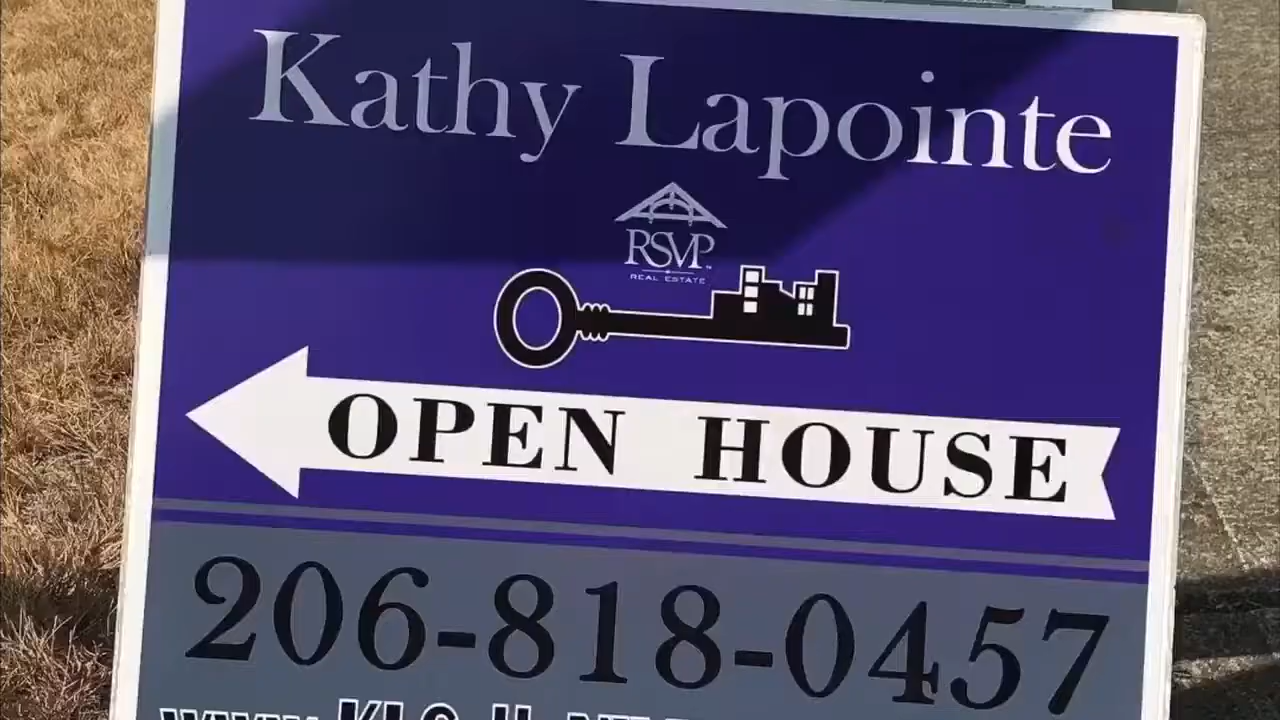 Kathy Lapointe
RSVP
REAL ESTATE
OPEN HOUSE
206-818-0457